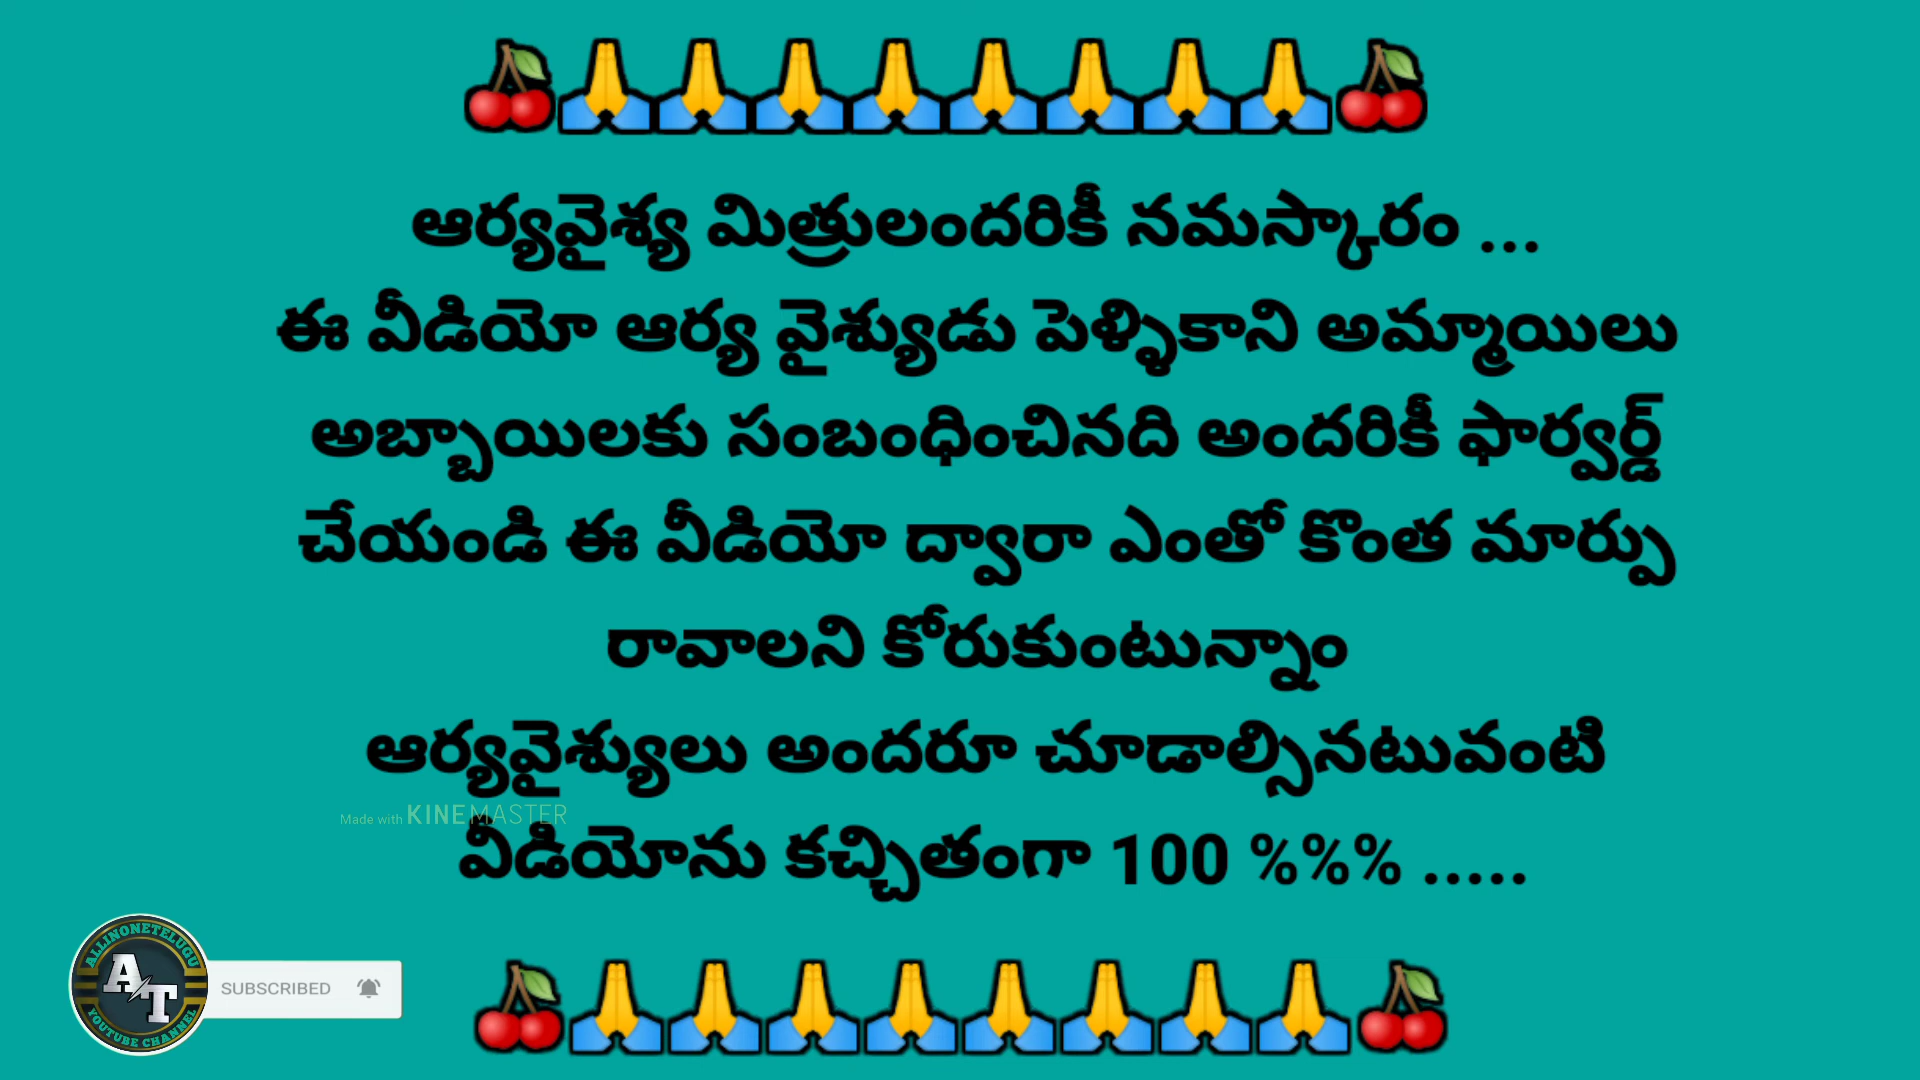 🍒🙏🙏🙏🙏🙏🙏🙏🙏🍒
ఆర్యవైశ్య మిత్రులందరికీ నమస్కారం ...
ఈ వీడియో ఆర్య వైశ్యుడు పెళ్ళికాని అమ్మాయిలు
అబ్బాయిలకు సంబంధించినది అందరికీ ఫార్వర్డ్
చేయండి ఈ వీడియో ద్వారా ఎంతో కొంత మార్పు
రావాలని కోరుకుంటున్నాం
ఆర్యవైశ్యులు అందరూ చూడాల్సినటువంటి
Made with KINEMASTER
వీడియోను కచ్చితంగా 100 %%% .....
ALLINONETELUGU
AT
YOUTUBE CHANNEL
SUBSCRIBED
🍒🙏🙏🙏🙏🙏🙏🙏🙏🍒